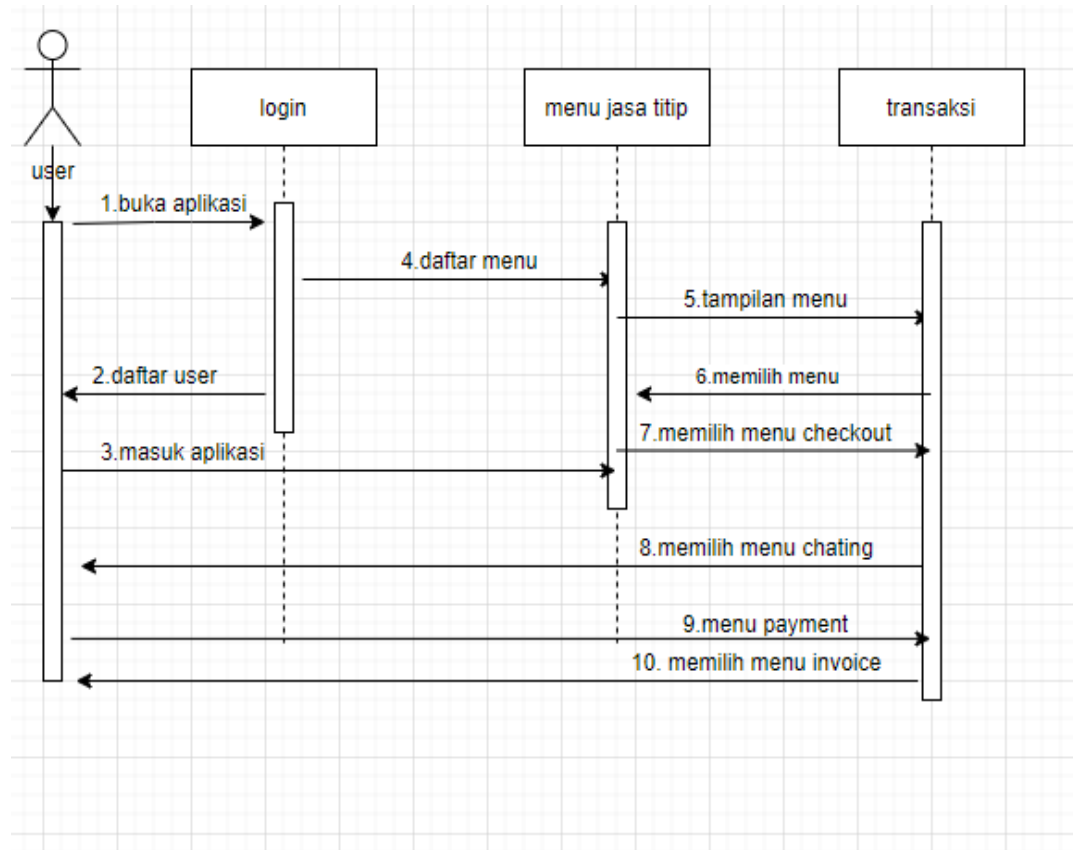 login
menu jasa titip
transaksi
user
1.buka aplikasi
4.daftar menu
5.tampilan menu
2.daftar user
6.memilih menu
7.memilih menu checkout
3.masuk aplikasi
8.memilih menu chating
9.menu payment
10. memilih menu invoice